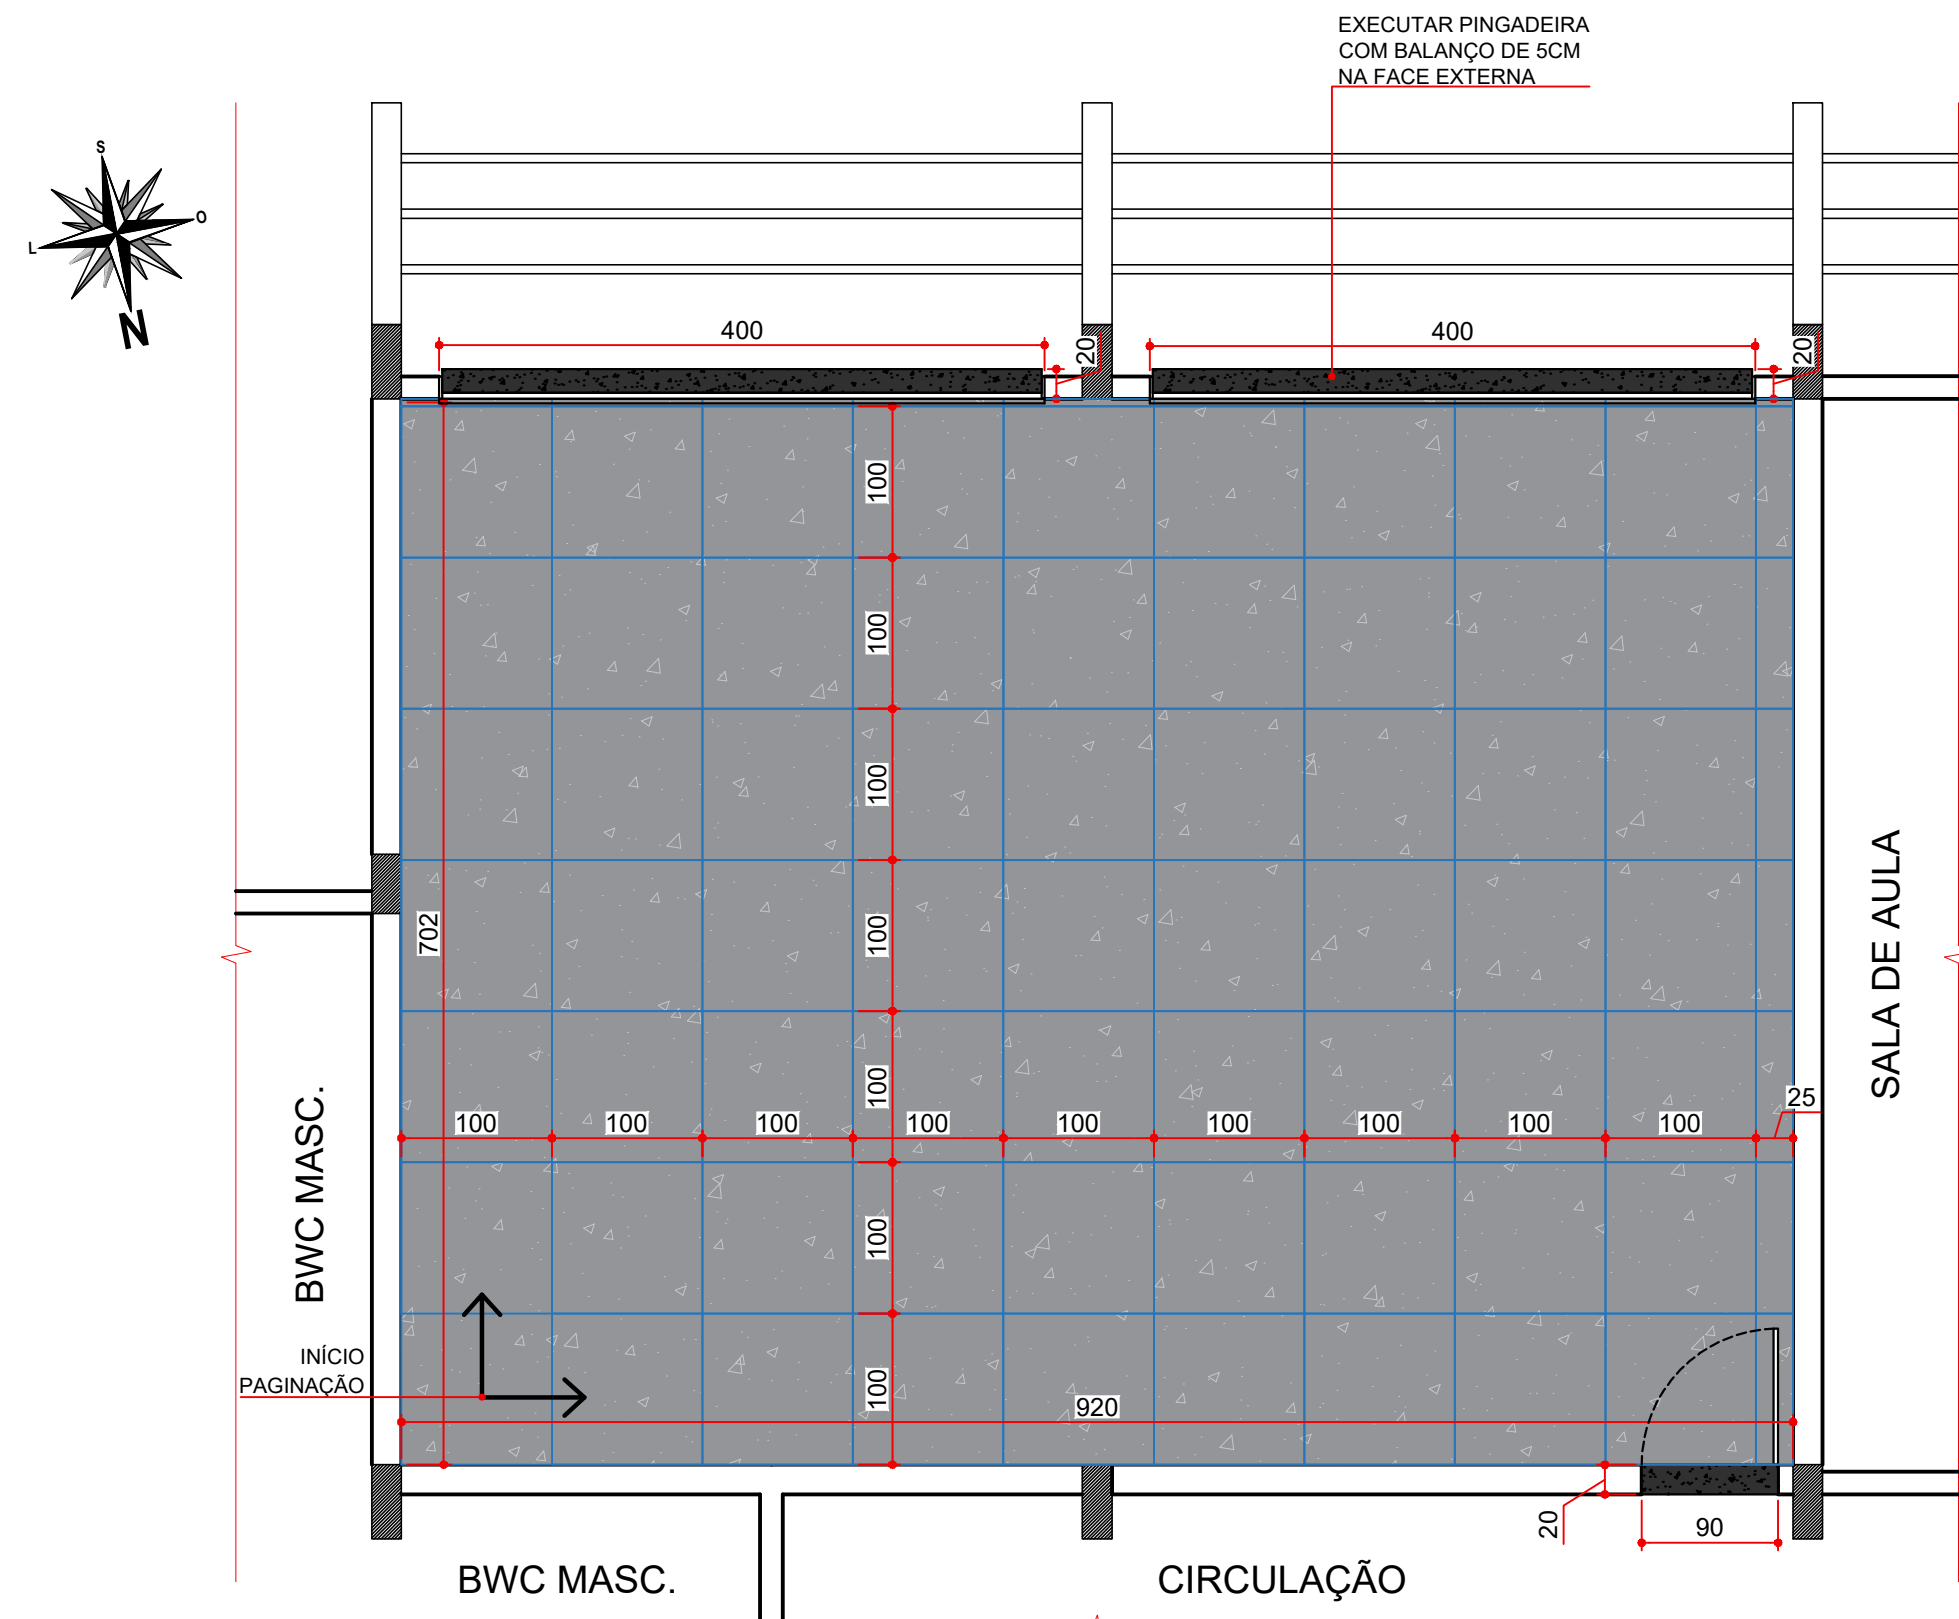 EXECUTAR PINGADEIRA
COM BALANÇO DE 5CM
NA FACE EXTERNA
S
O
L
N
400
20
400
20
100
100
100
702
100
SALA DE AULA
BWC MASC.
100
25
100
100
100
100
100
100
100
100
100
100
INÍCIO
PAGINAÇÃO
100
920
20
90
BWC MASC.
CIRCULAÇÃO